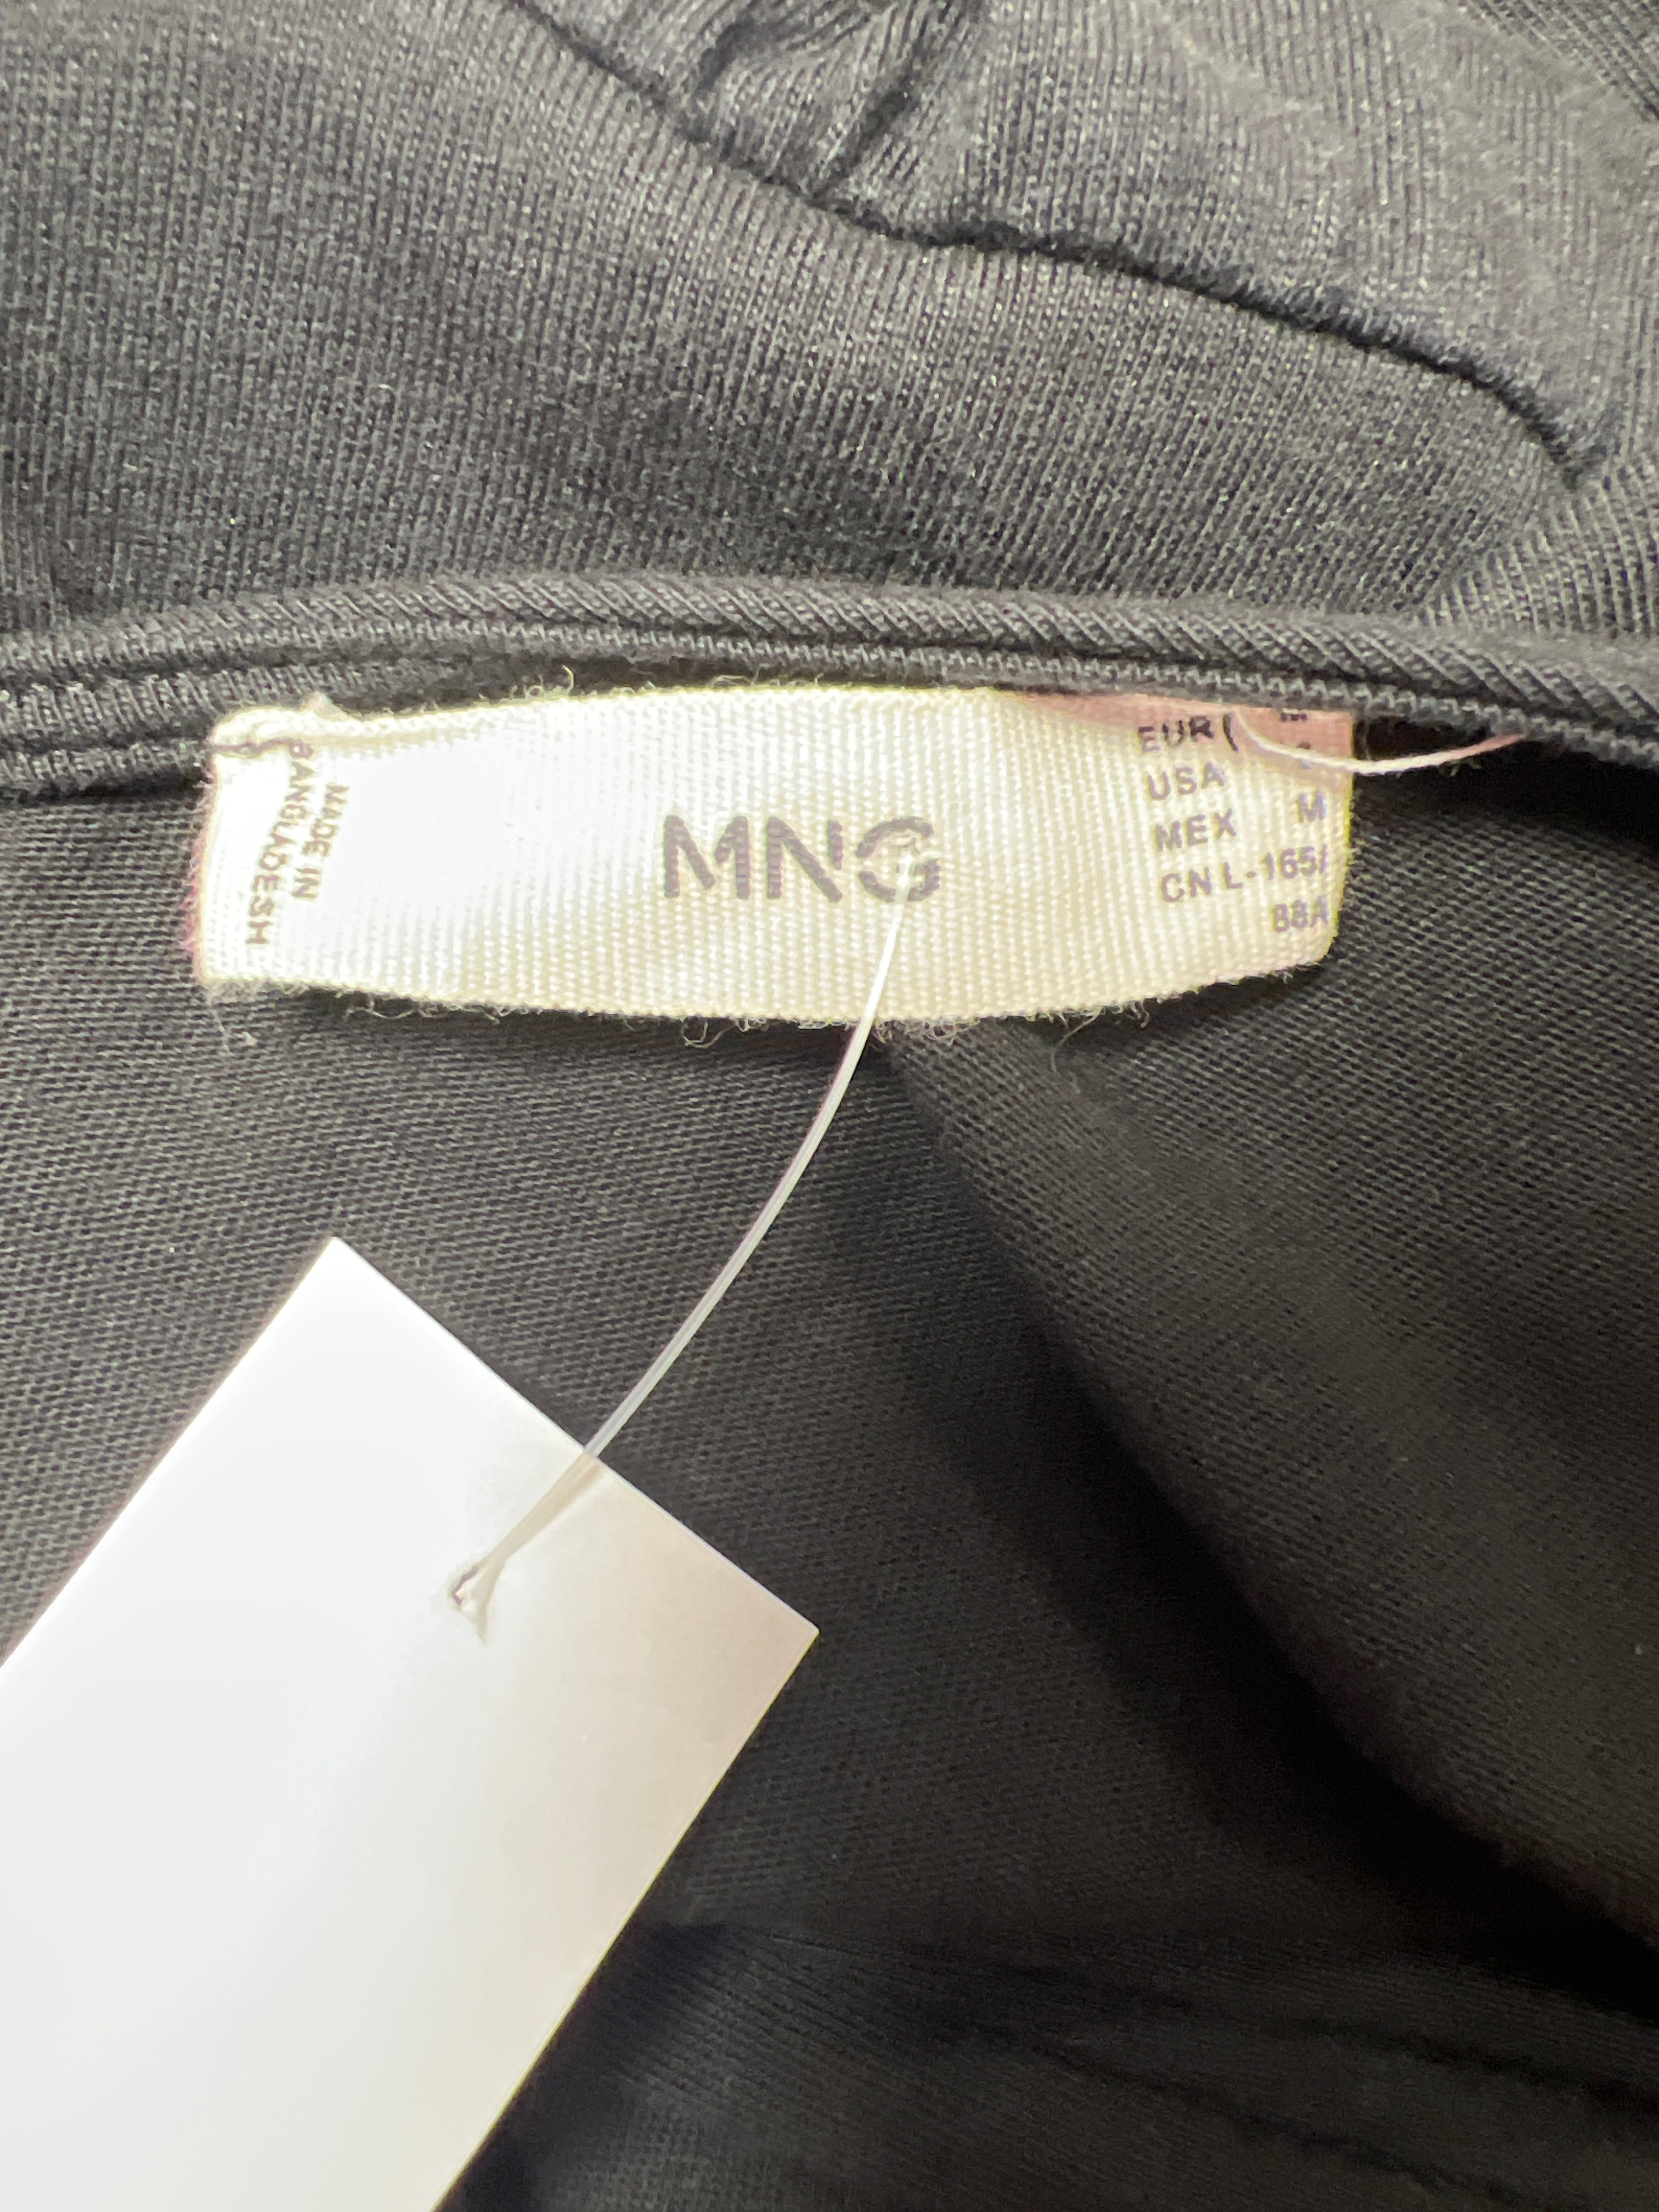 MADE IN
BANGLADESH
MNG
EUR
USA
MEX M
CN L-165/
88A